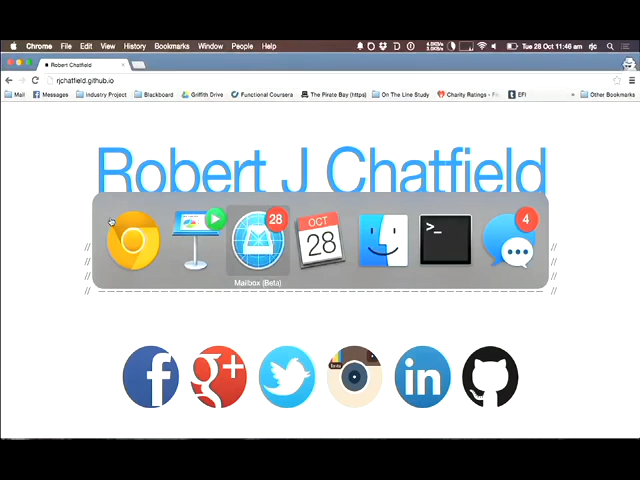 Chrome File Edit View History Bookmarks Window People Help Tue 28 Oct 11:46 am rjc
Robert Chatfield
rjchatfield.github.io
Mail Messages Industry Project Blackboard Griffith Drive Functional Coursera The Pirate Bay (https) On The Line Study Charity Ratings - EFI » Other Bookmarks
Robert J Chatfield
28 OCT 28 >_ 4
Mailbox (Beta)
// //
// //
// //
// //
f g+ in